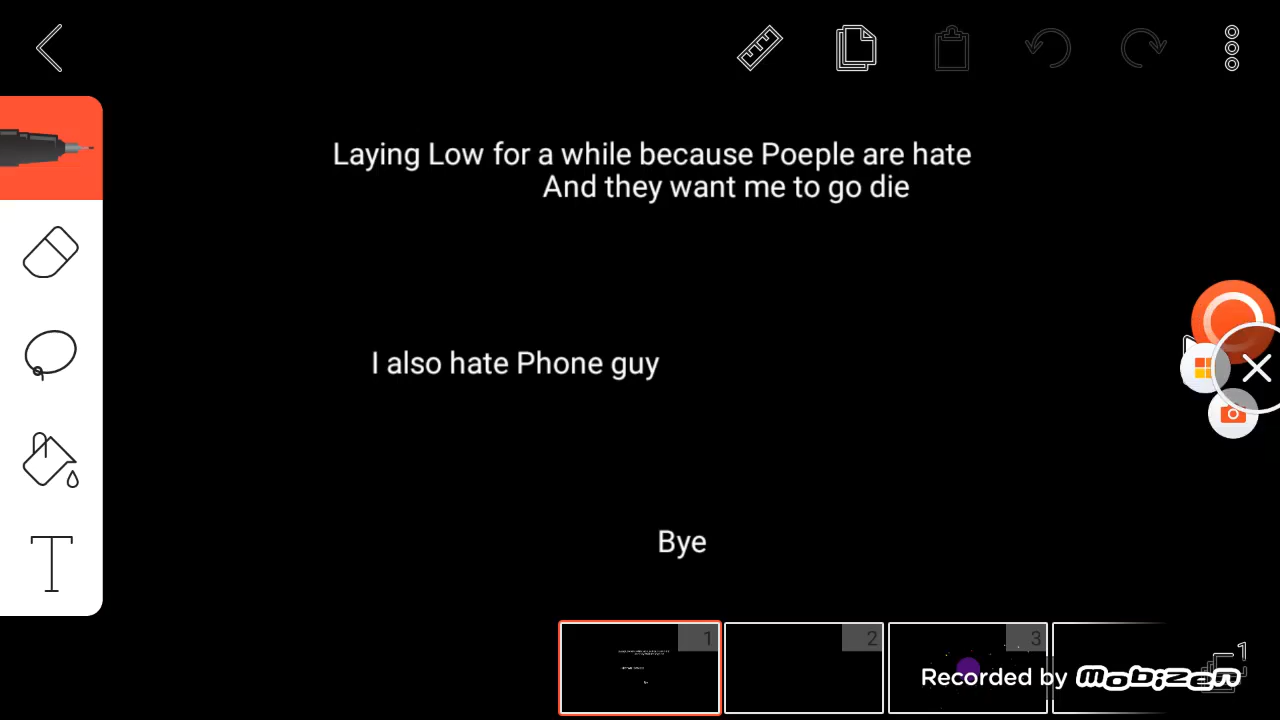 Laying Low for a while because Poeple are hate
And they want me to go die
I also hate Phone guy
Bye
1
2
3
1
Recorded by mobizen